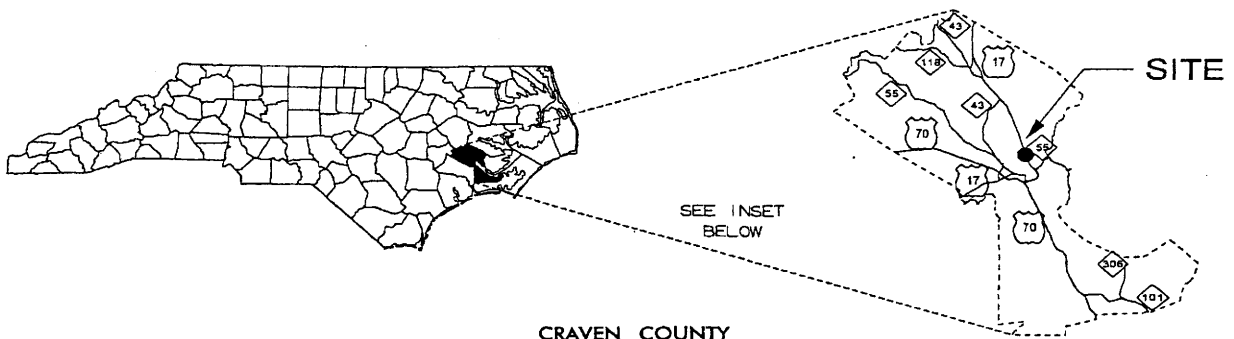 43
17
118
SITE
55
43
55
70
17
SEE INSET
BELOW
70
306
101
CRAVEN COUNTY